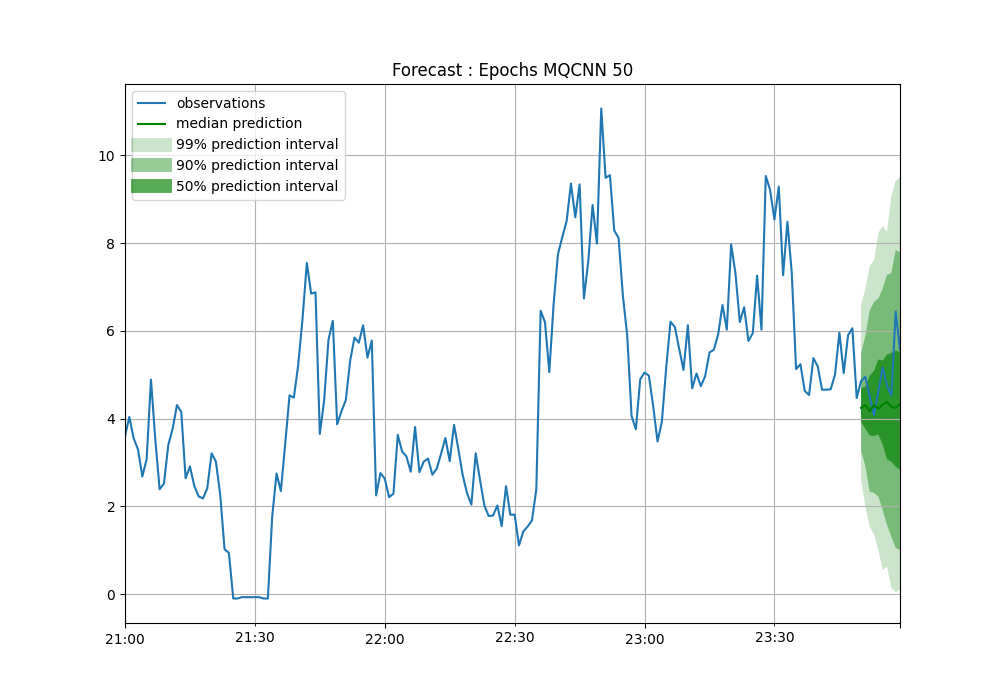 Forecast : Epochs MQCNN 50
observations
median prediction
99% prediction interval
90% prediction interval
50% prediction interval
10
8
6
4
2
0
21:00 21:30 22:00 22:30 23:00 23:30